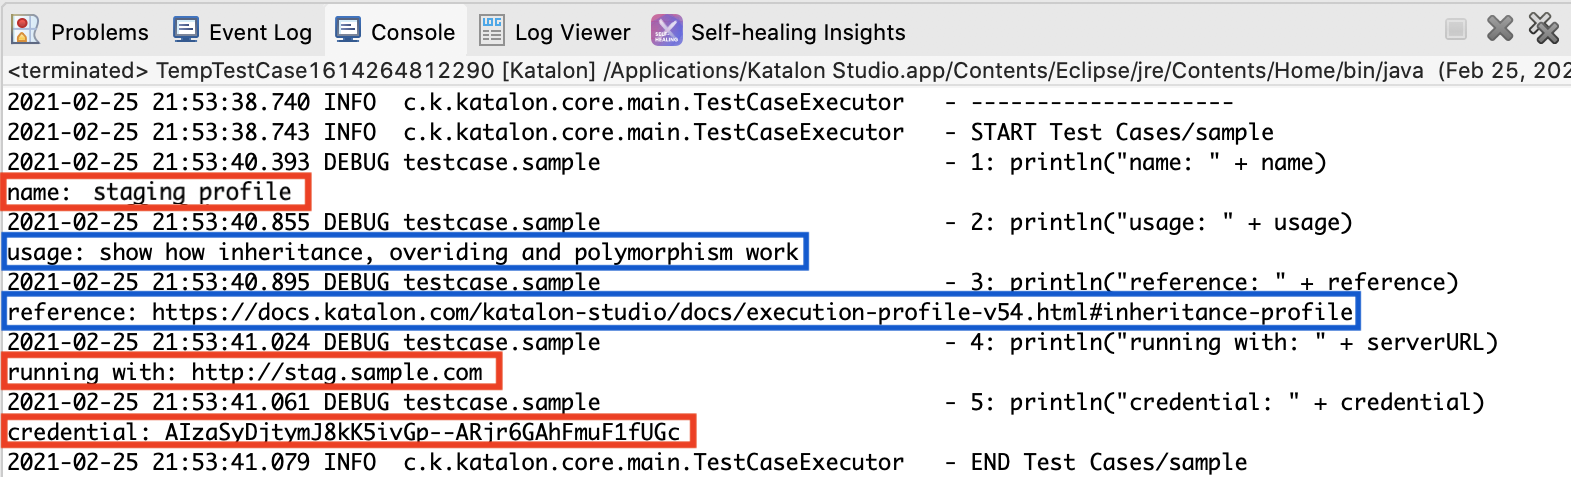 Problems Event Log Console Log Viewer Self-healing Insights
<terminated> TempTestCase1614264812290 [Katalon] /Applications/Katalon Studio.app/Contents/Eclipse/jre/Contents/Home/bin/java (Feb 25, 202
2021-02-25 21:53:38.740 INFO c.k.katalon.core.main.TestCaseExecutor - --------------------
2021-02-25 21:53:38.743 INFO c.k.katalon.core.main.TestCaseExecutor - START Test Cases/sample
2021-02-25 21:53:40.393 DEBUG testcase.sample - 1: println("name: " + name)
name: staging profile
2021-02-25 21:53:40.855 DEBUG testcase.sample - 2: println("usage: " + usage)
usage: show how inheritance, overiding and polymorphism work
2021-02-25 21:53:40.895 DEBUG testcase.sample - 3: println("reference: " + reference)
reference: https://docs.katalon.com/katalon-studio/docs/execution-profile-v54.html#inheritance-profile
2021-02-25 21:53:41.024 DEBUG testcase.sample - 4: println("running with: " + serverURL)
running with: http://stag.sample.com
2021-02-25 21:53:41.061 DEBUG testcase.sample - 5: println("credential: " + credential)
credential: AIzaSyDjtymJ8kK5ivGp--ARjr6GAhFmuF1fUGc
2021-02-25 21:53:41.079 INFO c.k.katalon.core.main.TestCaseExecutor - END Test Cases/sample